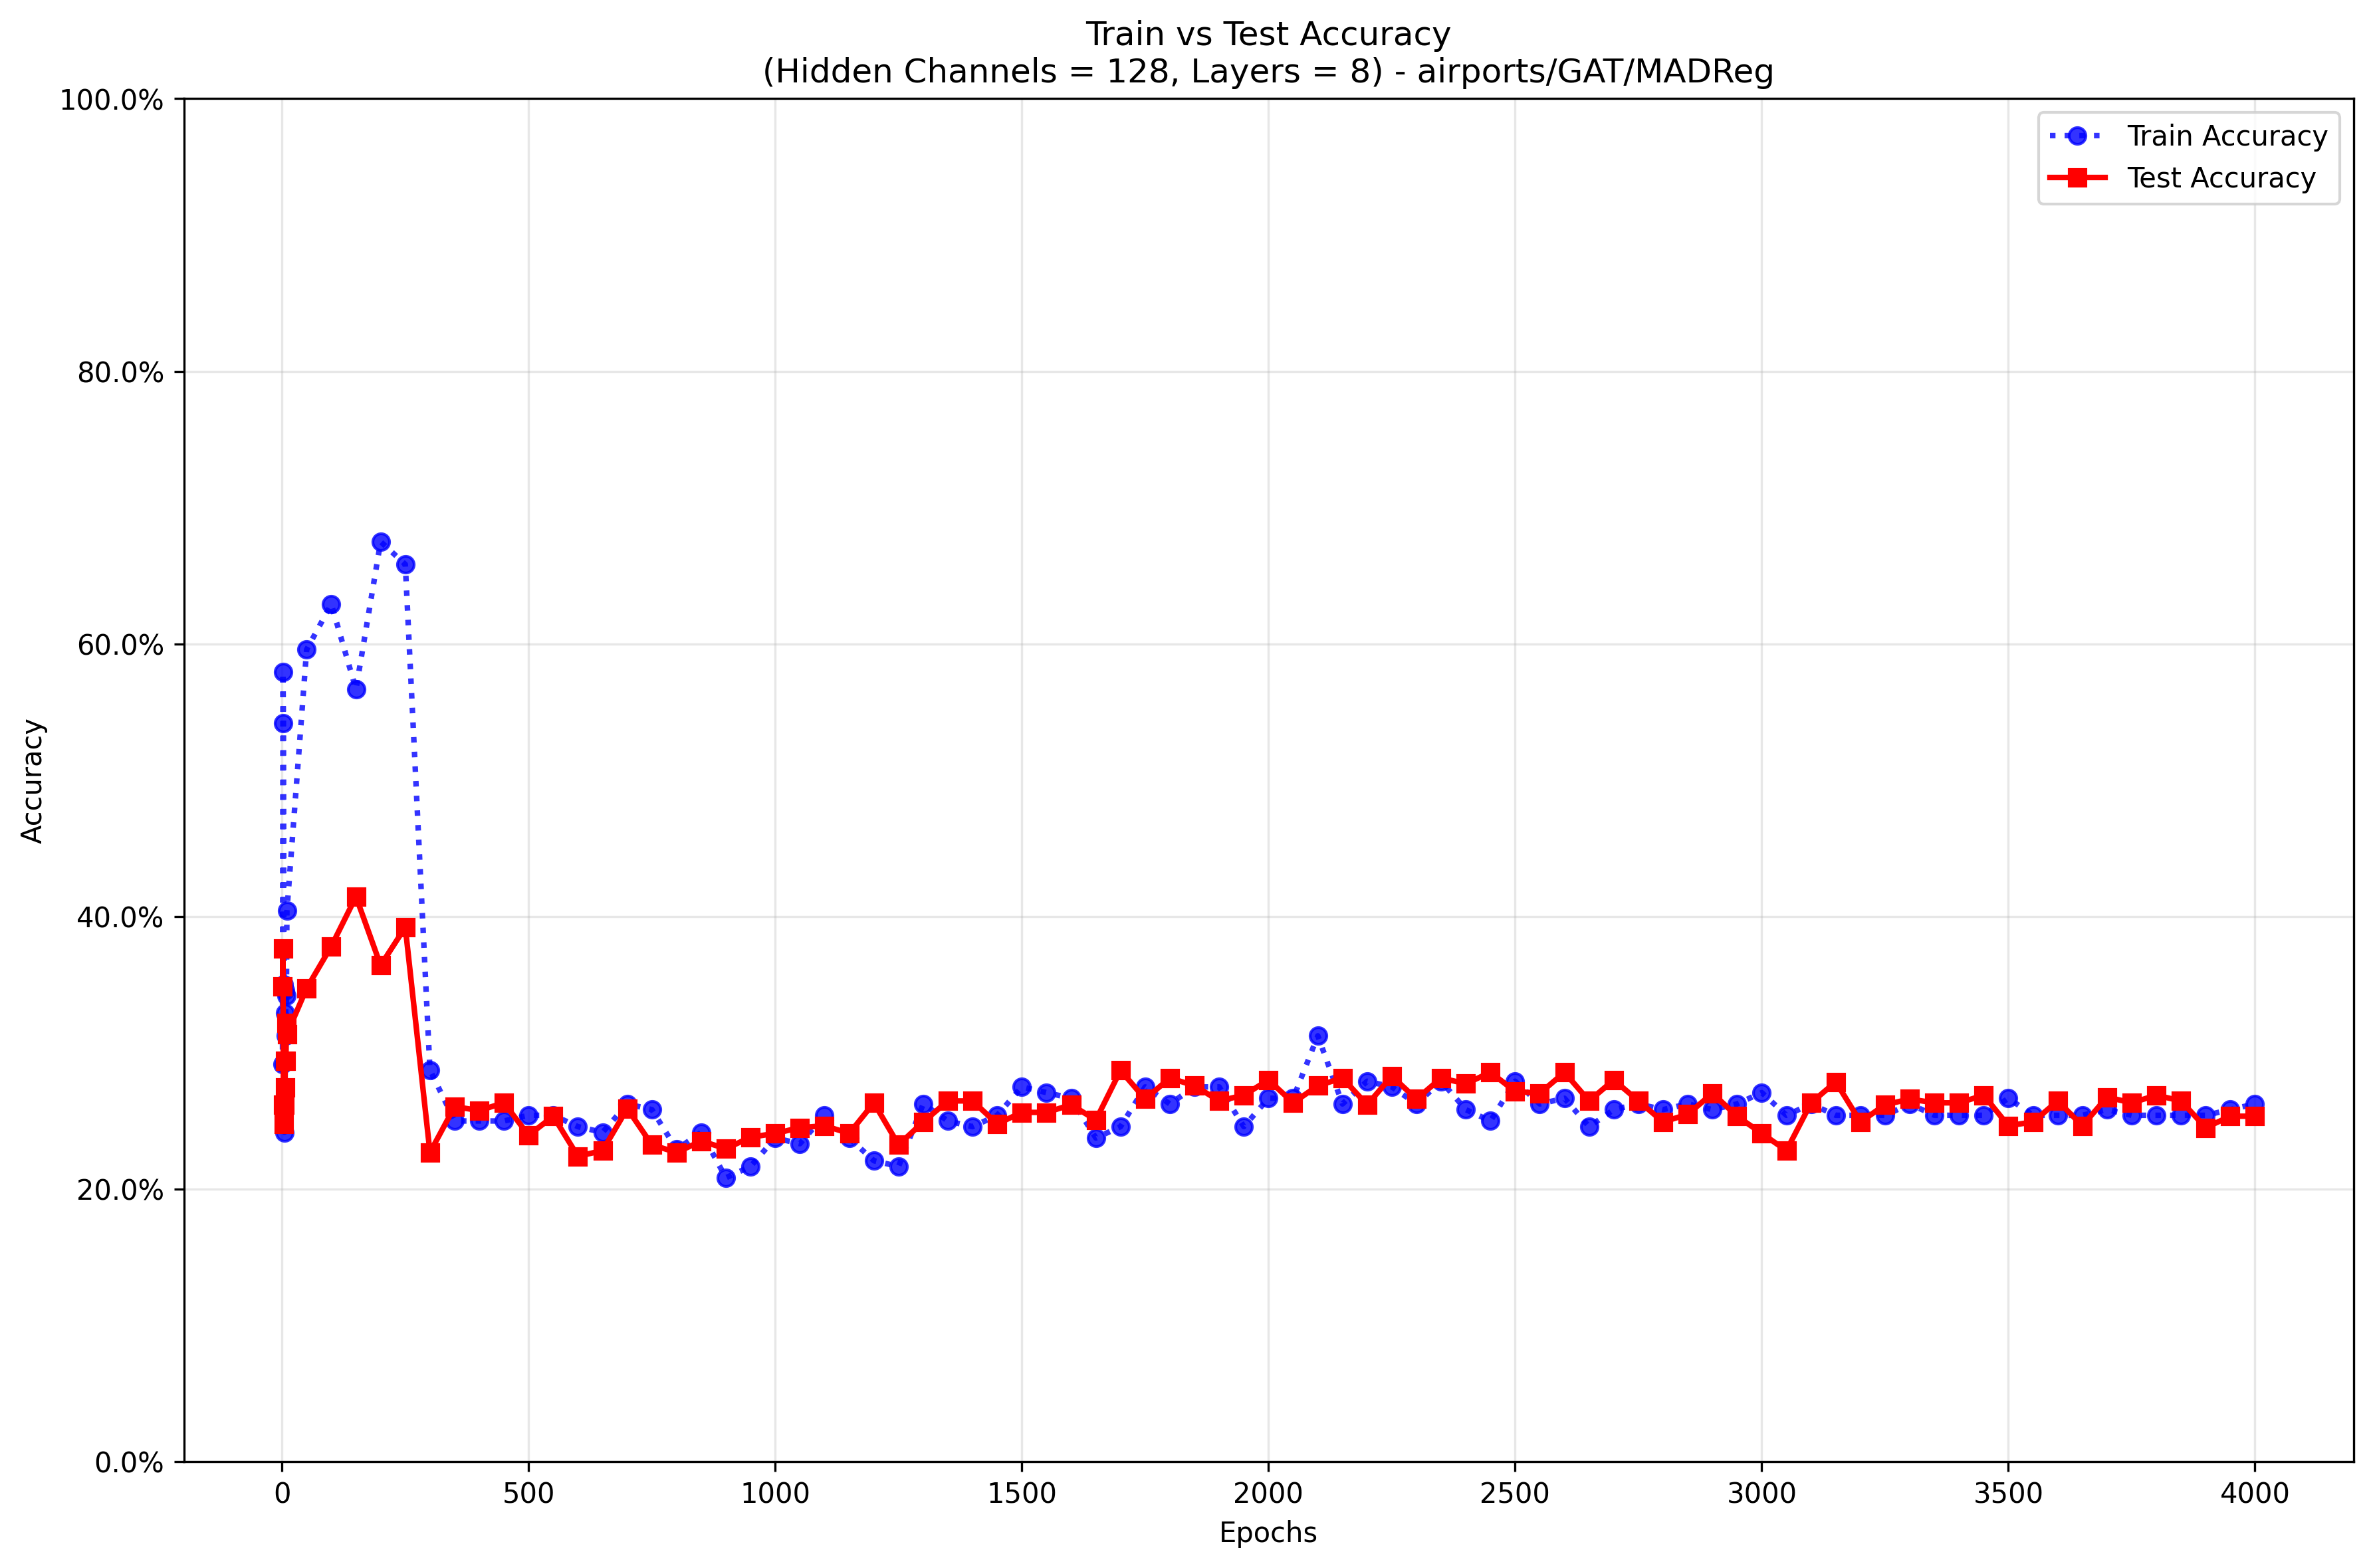 Train vs Test Accuracy
(Hidden Channels = 128, Layers = 8) - airports/GAT/MADReg
100.0%
80.0%
60.0%
40.0%
20.0%
0.0%
Accuracy
Train Accuracy
Test Accuracy
0 500 1000 1500 2000 2500 3000 3500 4000
Epochs